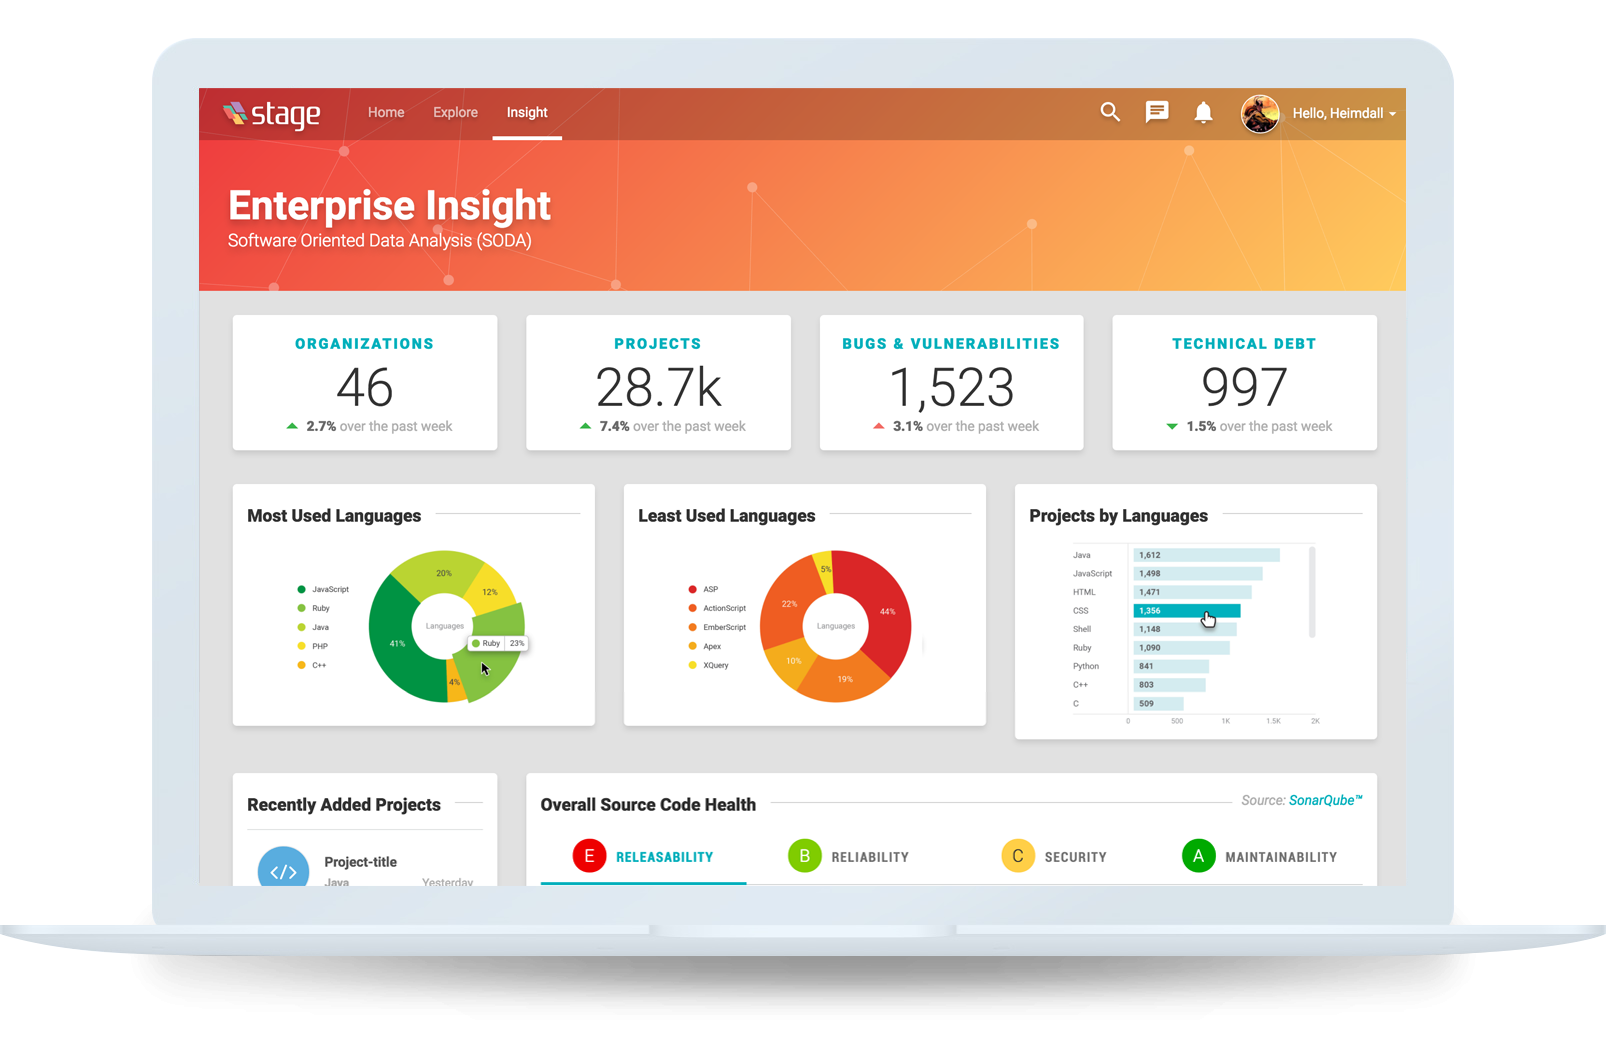 stage
Home Explore Insight
Hello, Heimdall
Enterprise Insight
Software Oriented Data Analysis (SODA)
ORGANIZATIONS
46
2.7% over the past week
PROJECTS
28.7k
7.4% over the past week
BUGS & VULNERABILITIES
1,523
3.1% over the past week
TECHNICAL DEBT
997
1.5% over the past week
Most Used Languages
JavaScript
Ruby
Java
PHP
C++
20%
12%
Languages
Ruby 23%
41%
4%
Least Used Languages
ASP
ActionScript
EmberScript
Apex
XQuery
5%
22%
44%
Languages
10%
19%
Projects by Languages
Java 1,612
JavaScript 1,498
HTML 1,471
CSS 1,356
Shell 1,148
Ruby 1,090
Python 841
C++ 803
C 509
0 500 1K 1.5K 2K
Recently Added Projects
</>
Project-title
Java Yesterday
Overall Source Code Health
Source: SonarQube™
E RELEASABILITY
B RELIABILITY
C SECURITY
A MAINTAINABILITY